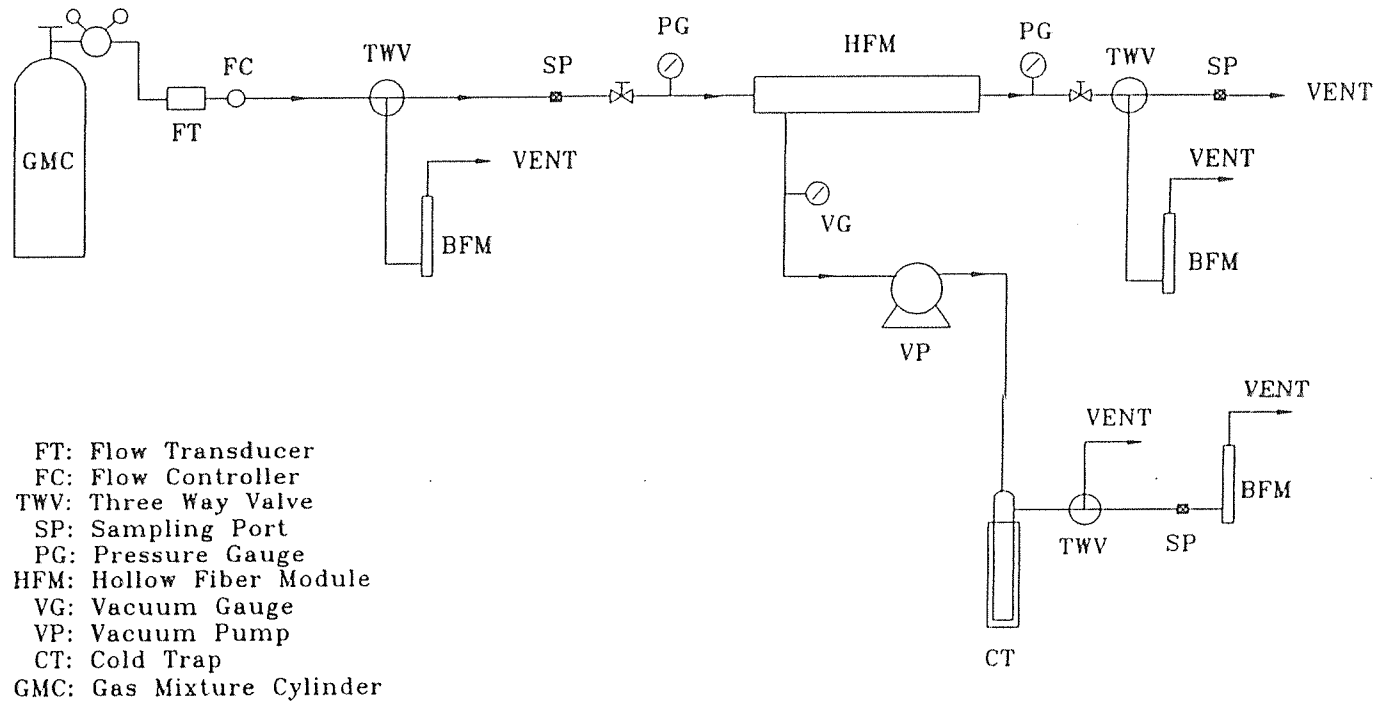 PG
PG
HFM
TWV
TWV
FC
SP
SP
VENT
FT
GMC
VENT
VENT
VG
BFM
BFM
VP
VENT
VENT
BFM
TWV
SP
CT
FT: Flow Transducer
FC: Flow Controller
TWV: Three Way Valve
SP: Sampling Port
PG: Pressure Gauge
HFM: Hollow Fiber Module
VG: Vacuum Gauge
VP: Vacuum Pump
CT: Cold Trap
GMC: Gas Mixture Cylinder